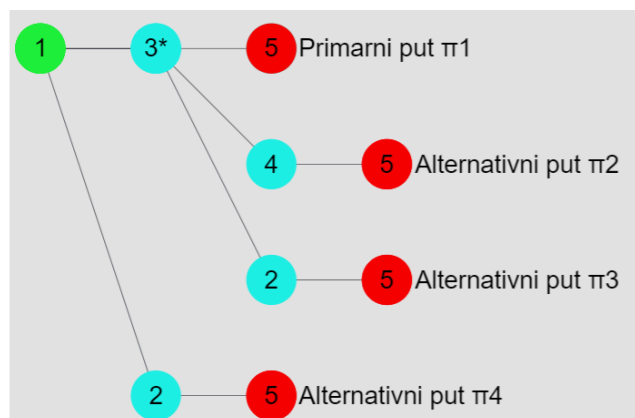 1 3* 5 Primarni put π1
4 5 Alternativni put π2
2 5 Alternativni put π3
2 5 Alternativni put π4